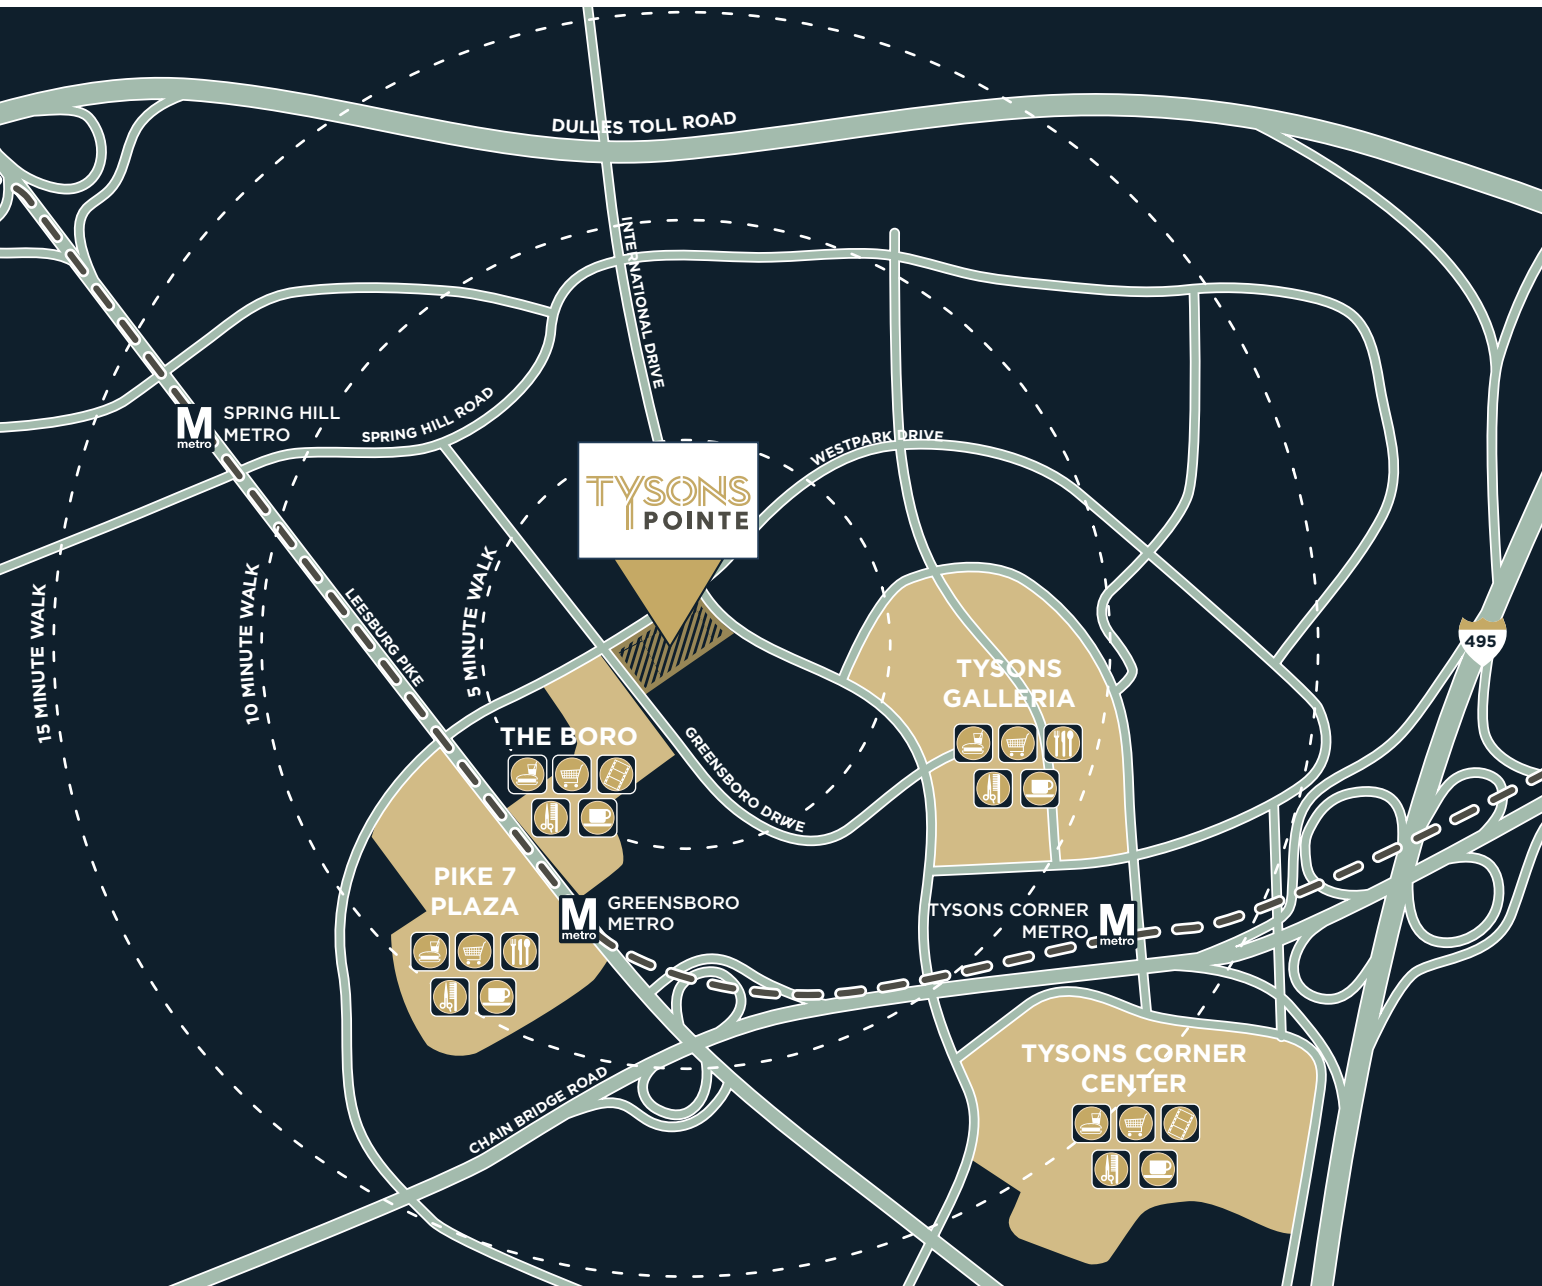 DULLES TOLL ROAD
INTERNATIONAL DRIVE
SPRING HILL ROAD
M
metro
SPRING HILL
METRO
WESTPARK DRIVE
TYSONS
POINTE
15 MINUTE WALK
10 MINUTE WALK
5 MINUTE WALK
LEESBURG PIKE
495
TYSONS
GALLERIA
THE BORO
GREENSBORO DRIVE
PIKE 7
PLAZA
M
metro
GREENSBORO
METRO
TYSONS CORNER
METRO
M
metro
CHAIN BRIDGE ROAD
TYSONS CORNER
CENTER